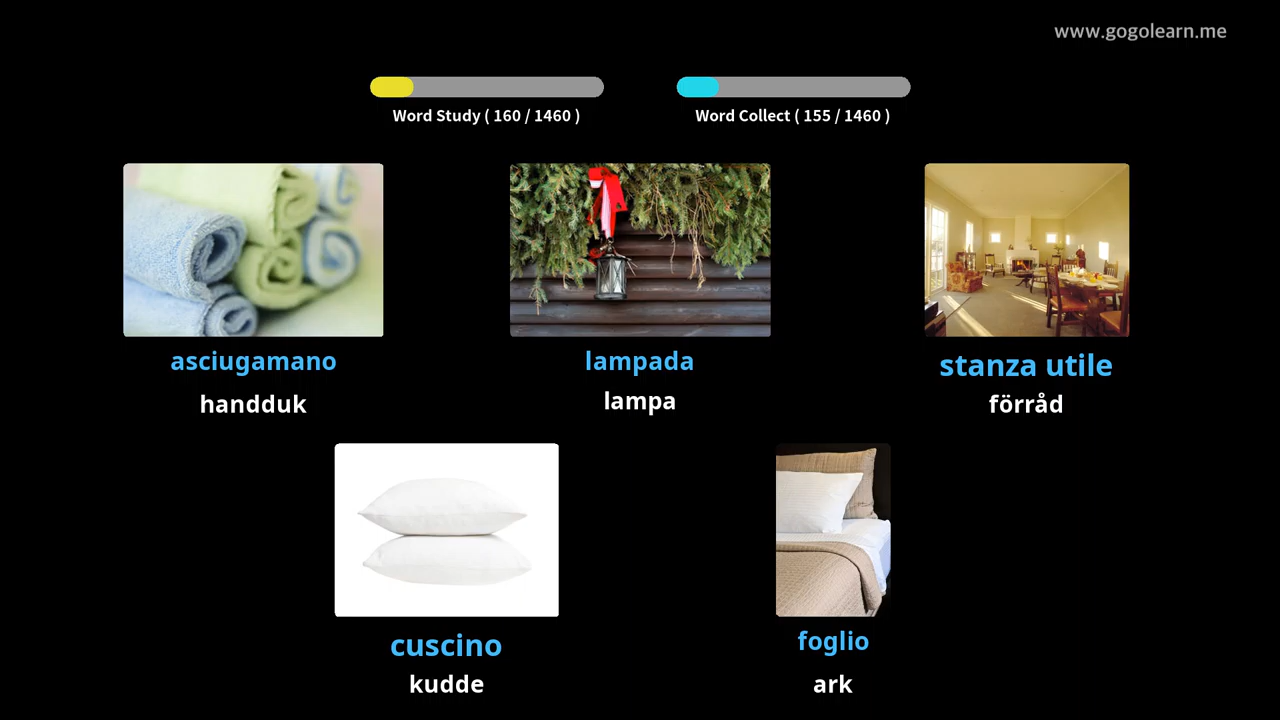 www.gogolearn.me
Word Study ( 160 / 1460 )
Word Collect ( 155 / 1460 )
asciugamano
handduk
lampada
lampa
stanza utile
förråd
cuscino
kudde
foglio
ark